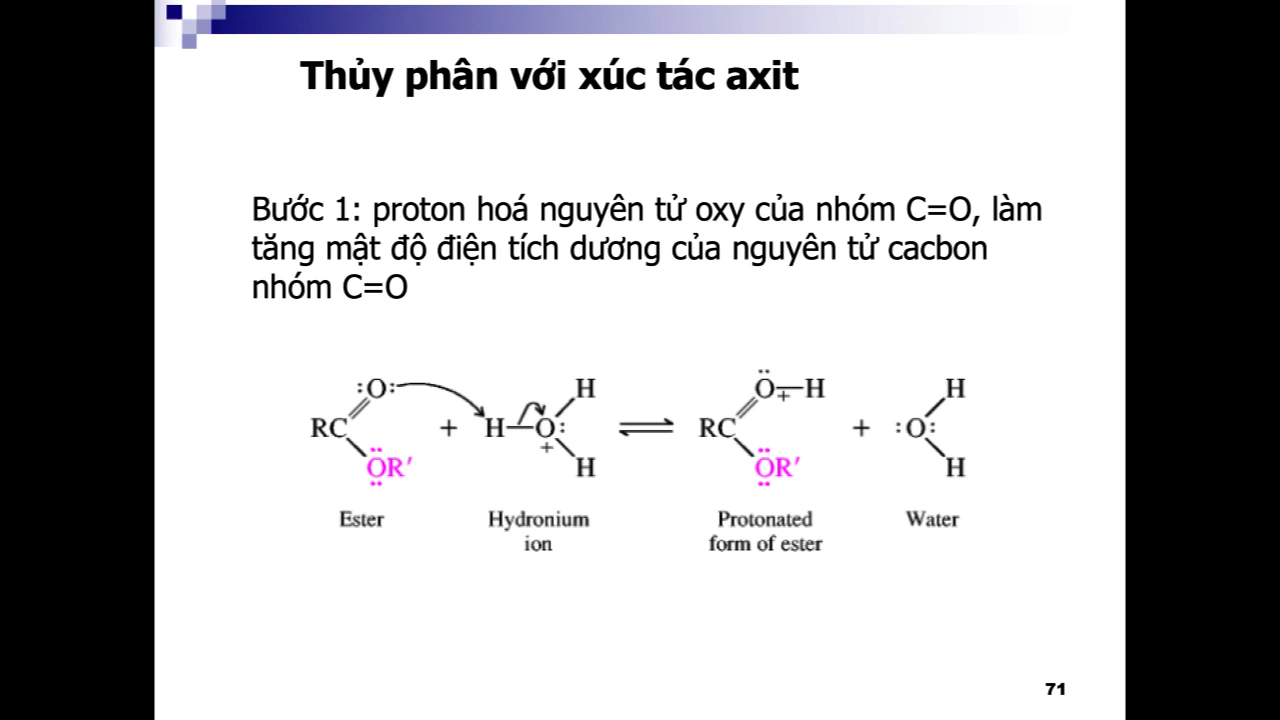 Thủy phân với xúc tác axit
Bước 1: proton hoá nguyên tử oxy của nhóm C=O, làm
tăng mật độ điện tích dương của nguyên tử cacbon
nhóm C=O
:O: H Ö—H H
RC + H—O: ⇌ RC + :O:
+
OR′ H OR′ H
Ester Hydronium Protonated Water
ion form of ester
71